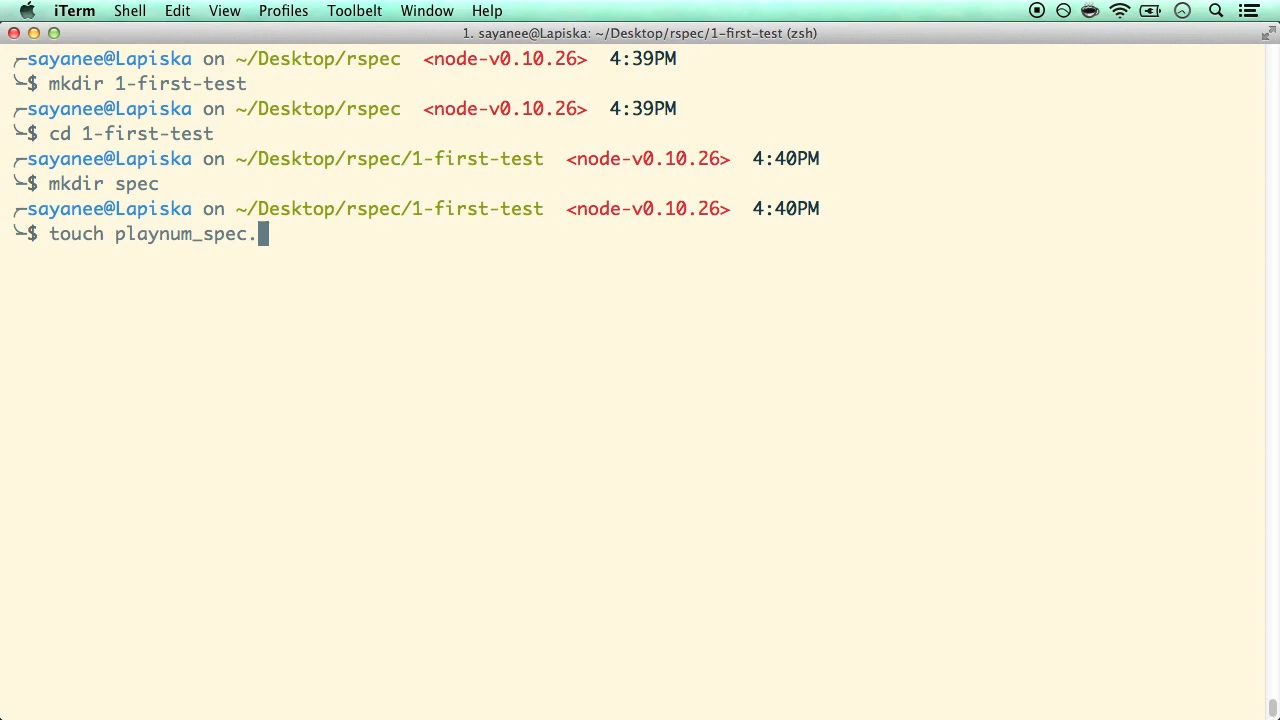 iTerm Shell Edit View Profiles Toolbelt Window Help
1. sayanee@Lapiska: ~/Desktop/rspec/1-first-test (zsh)
╭─sayanee@Lapiska on ~/Desktop/rspec <node-v0.10.26> 4:39PM
╰─$ mkdir 1-first-test
╭─sayanee@Lapiska on ~/Desktop/rspec <node-v0.10.26> 4:39PM
╰─$ cd 1-first-test
╭─sayanee@Lapiska on ~/Desktop/rspec/1-first-test <node-v0.10.26> 4:40PM
╰─$ mkdir spec
╭─sayanee@Lapiska on ~/Desktop/rspec/1-first-test <node-v0.10.26> 4:40PM
╰─$ touch playnum_spec.